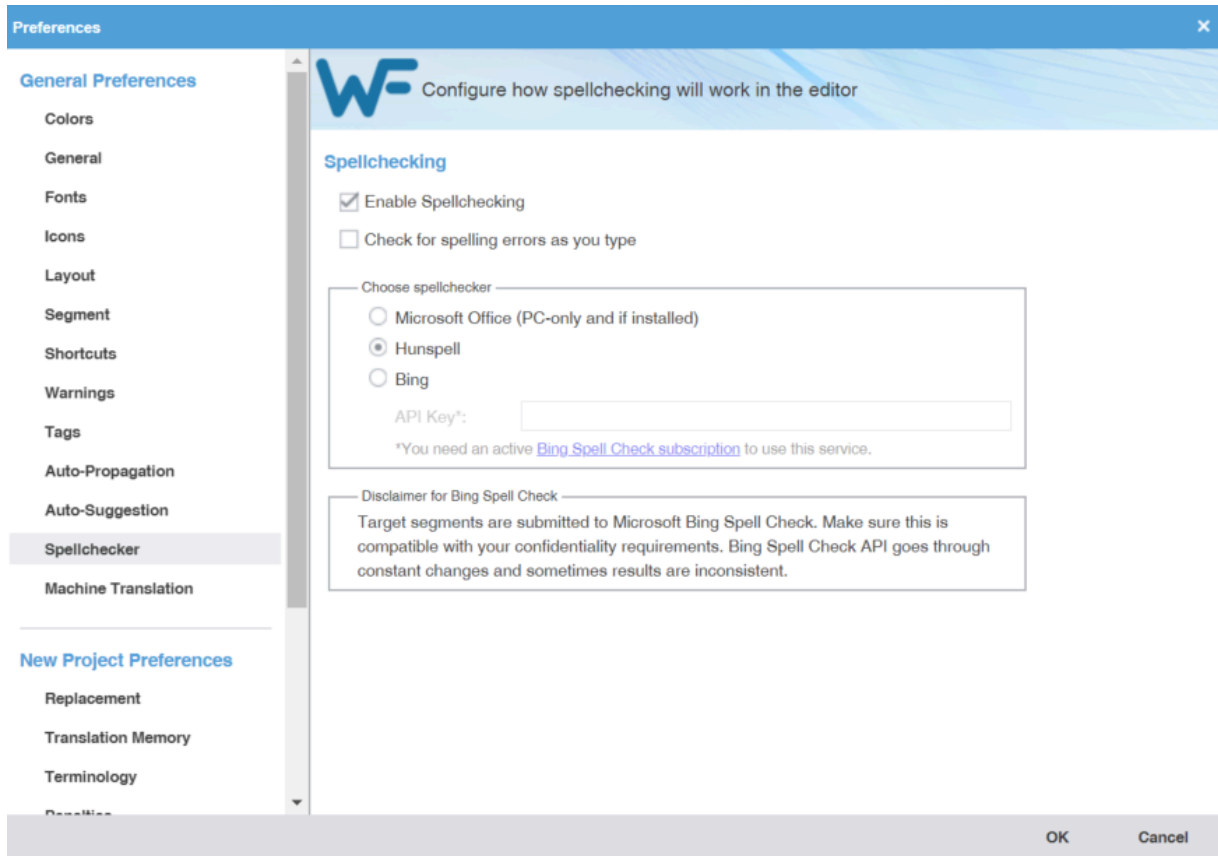 Preferences
General Preferences
Colors
General
Fonts
Icons
Layout
Segment
Shortcuts
Warnings
Tags
Auto-Propagation
Auto-Suggestion
Spellchecker
Machine Translation
New Project Preferences
Replacement
Translation Memory
Terminology
WF
Configure how spellchecking will work in the editor
Spellchecking
Enable Spellchecking
Check for spelling errors as you type
Choose spellchecker
Microsoft Office (PC-only and if installed)
Hunspell
Bing
API Key*:
*You need an active Bing Spell Check subscription to use this service.
Disclaimer for Bing Spell Check
Target segments are submitted to Microsoft Bing Spell Check. Make sure this is
compatible with your confidentiality requirements. Bing Spell Check API goes through
constant changes and sometimes results are inconsistent.
OK
Cancel